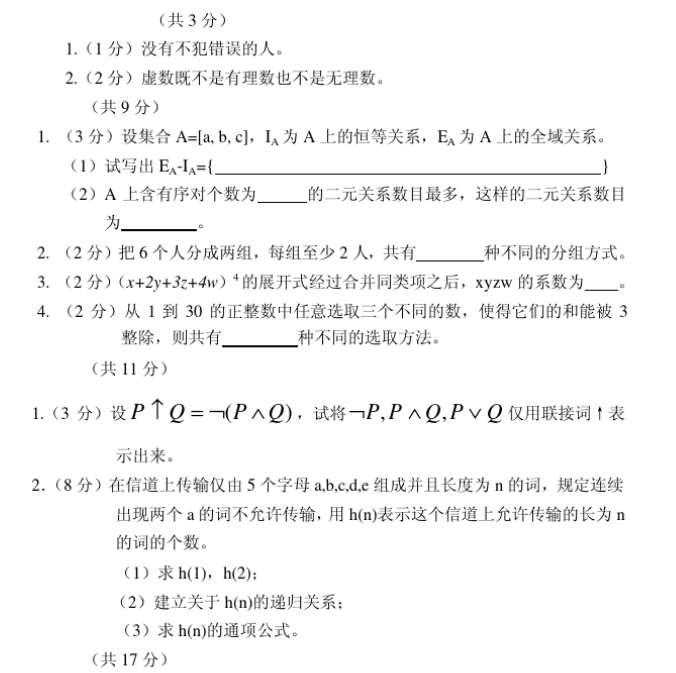 （共 3 分）
1.（1 分）没有不犯错误的人。
2.（2 分）虚数既不是有理数也不是无理数。
（共 9 分）
1. （3 分）设集合 A=[a, b, c]，I_A 为 A 上的恒等关系，E_A 为 A 上的全域关系。
（1）试写出 E_A-I_A={____________________}
（2）A 上含有序对个数为_____的二元关系数目最多，这样的二元关系数目
为________。
2. （2 分）把 6 个人分成两组，每组至少 2 人，共有_______种不同的分组方式。
3. （2 分）（x+2y+3z+4w）⁴的展开式经过合并同类项之后，xyzw 的系数为____。
4. （2 分）从 1 到 30 的正整数中任意选取三个不同的数，使得它们的和能被 3
整除，则共有________种不同的选取方法。
（共 11 分）
1.（3 分）设 P↑Q=¬(P∧Q)，试将¬P,P∧Q,P∨Q 仅用联接词↑表
示出来。
2.（8 分）在信道上传输仅由 5 个字母 a,b,c,d,e 组成并且长度为 n 的词，规定连续
出现两个 a 的词不允许传输，用 h(n)表示这个信道上允许传输的长为 n
的词的个数。
（1）求 h(1)，h(2);
（2）建立关于 h(n)的递归关系；
（3）求 h(n)的通项公式。
（共 17 分）